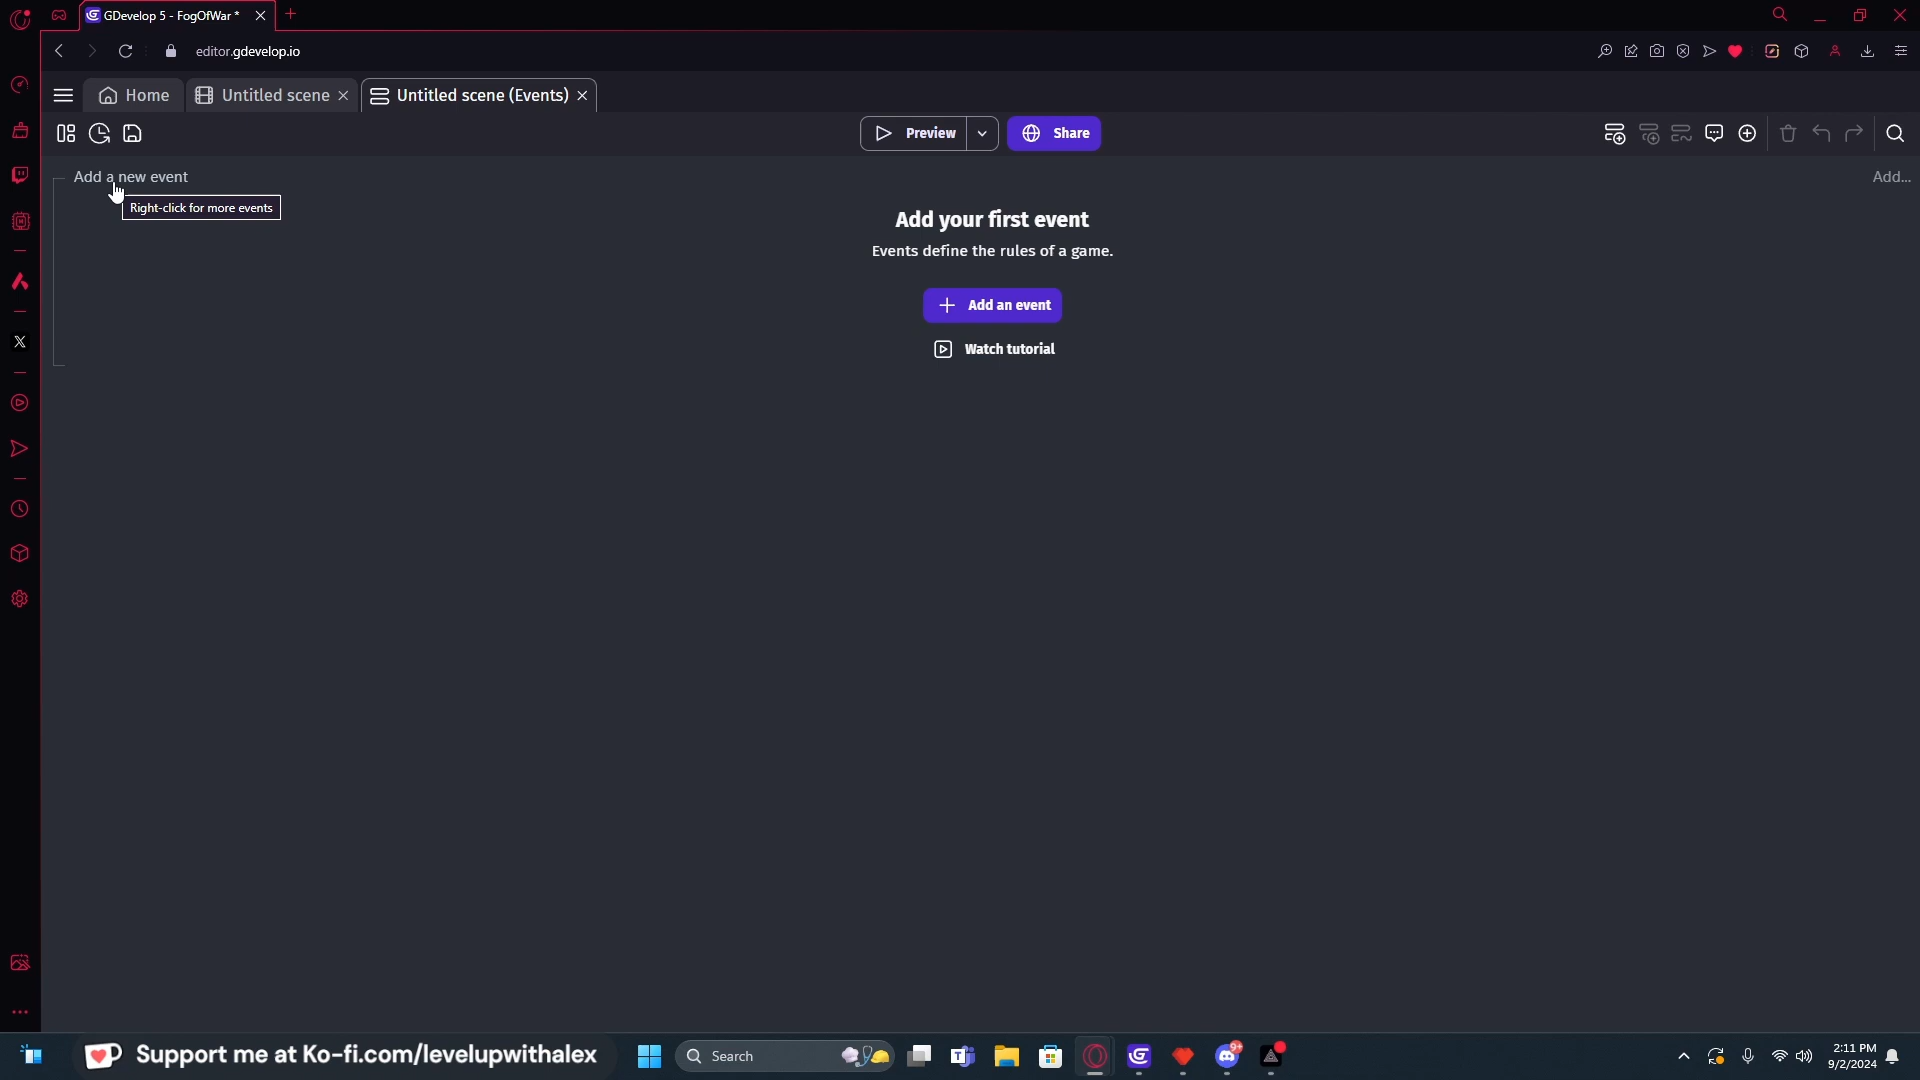 GDevelop 5 - FogOfWar *
editor.gdevelop.io
Home
Untitled scene
Untitled scene (Events)
Preview
Share
Add a new event
Add...
Right-click for more events
Add your first event
Events define the rules of a game.
Add an event
Watch tutorial
Support me at Ko-fi.com/levelupwithalex
Search
9+
2:11 PM
9/2/2024